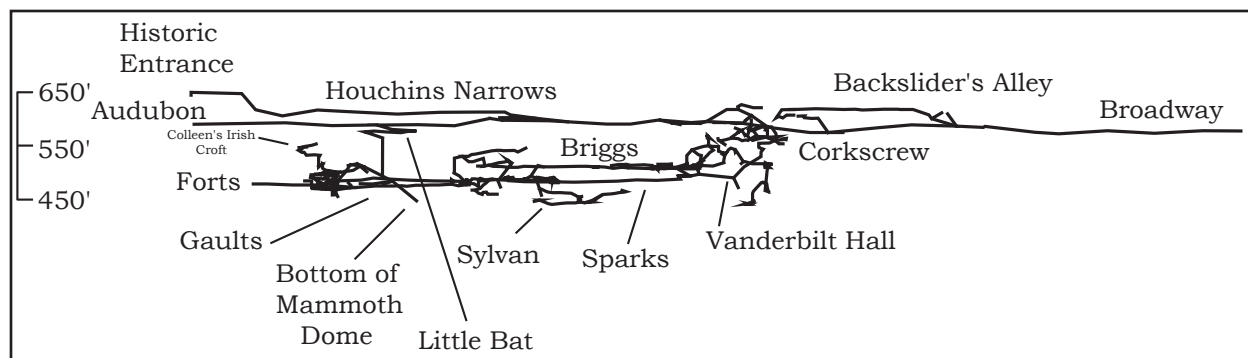 Historic
Entrance
650'
Audubon
Houchins Narrows
Backslider's Alley
Broadway
Colleen's Irish
Croft
550'
Briggs
Corkscrew
Forts
450'
Gaults
Sylvan
Sparks
Vanderbilt Hall
Bottom of
Mammoth
Dome
Little Bat